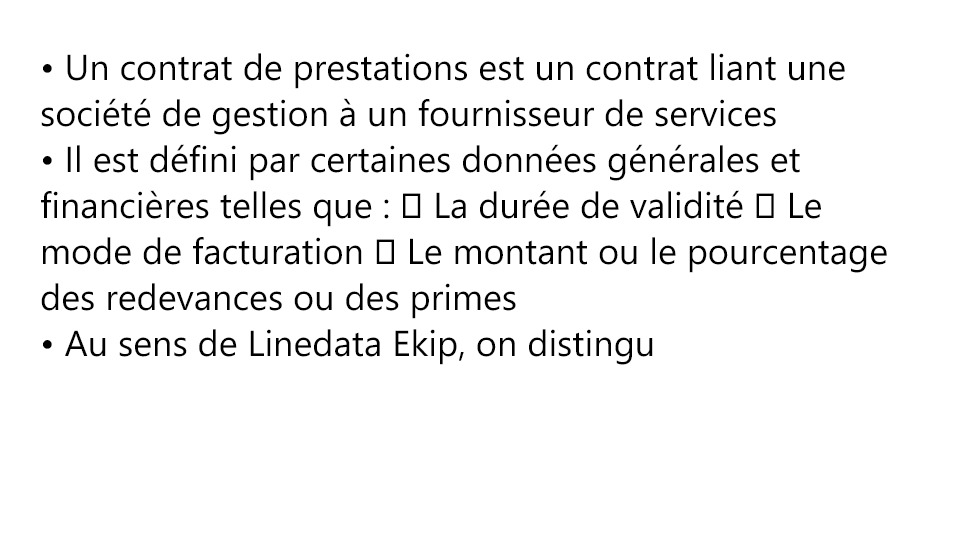 • Un contrat de prestations est un contrat liant une
société de gestion à un fournisseur de services
• Il est défini par certaines données générales et
financières telles que :  La durée de validité  Le
mode de facturation  Le montant ou le pourcentage
des redevances ou des primes
• Au sens de Linedata Ekip, on distingu